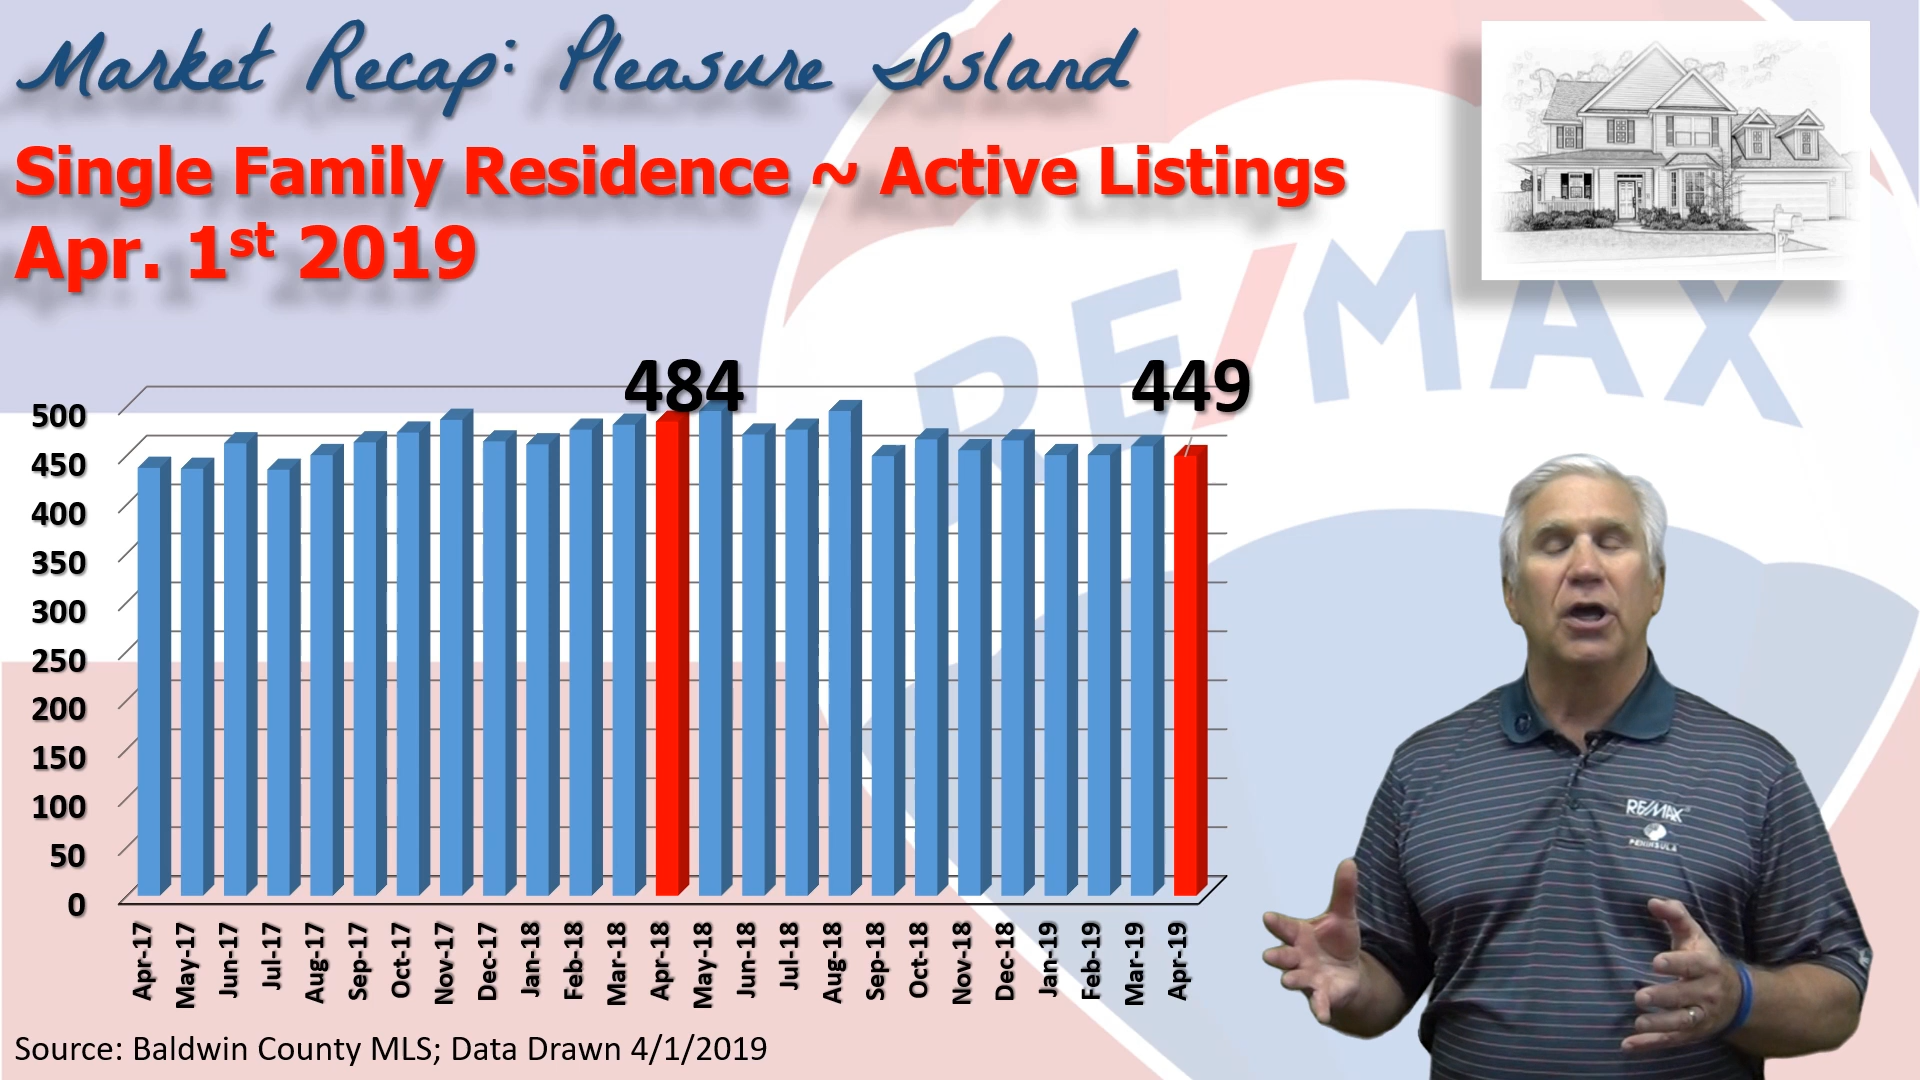 Market Recap: Pleasure Island
Single Family Residence ~ Active Listings
Apr. 1st 2019
RE/MAX
484
449
500
450
400
350
300
250
200
150
100
50
0
Apr-17
May-17
Jun-17
Jul-17
Aug-17
Sep-17
Oct-17
Nov-17
Dec-17
Jan-18
Feb-18
Mar-18
Apr-18
May-18
Jun-18
Jul-18
Aug-18
Sep-18
Oct-18
Nov-18
Dec-18
Jan-19
Feb-19
Mar-19
Apr-19
RE/MAX
PENINSULA
Source: Baldwin County MLS; Data Drawn 4/1/2019